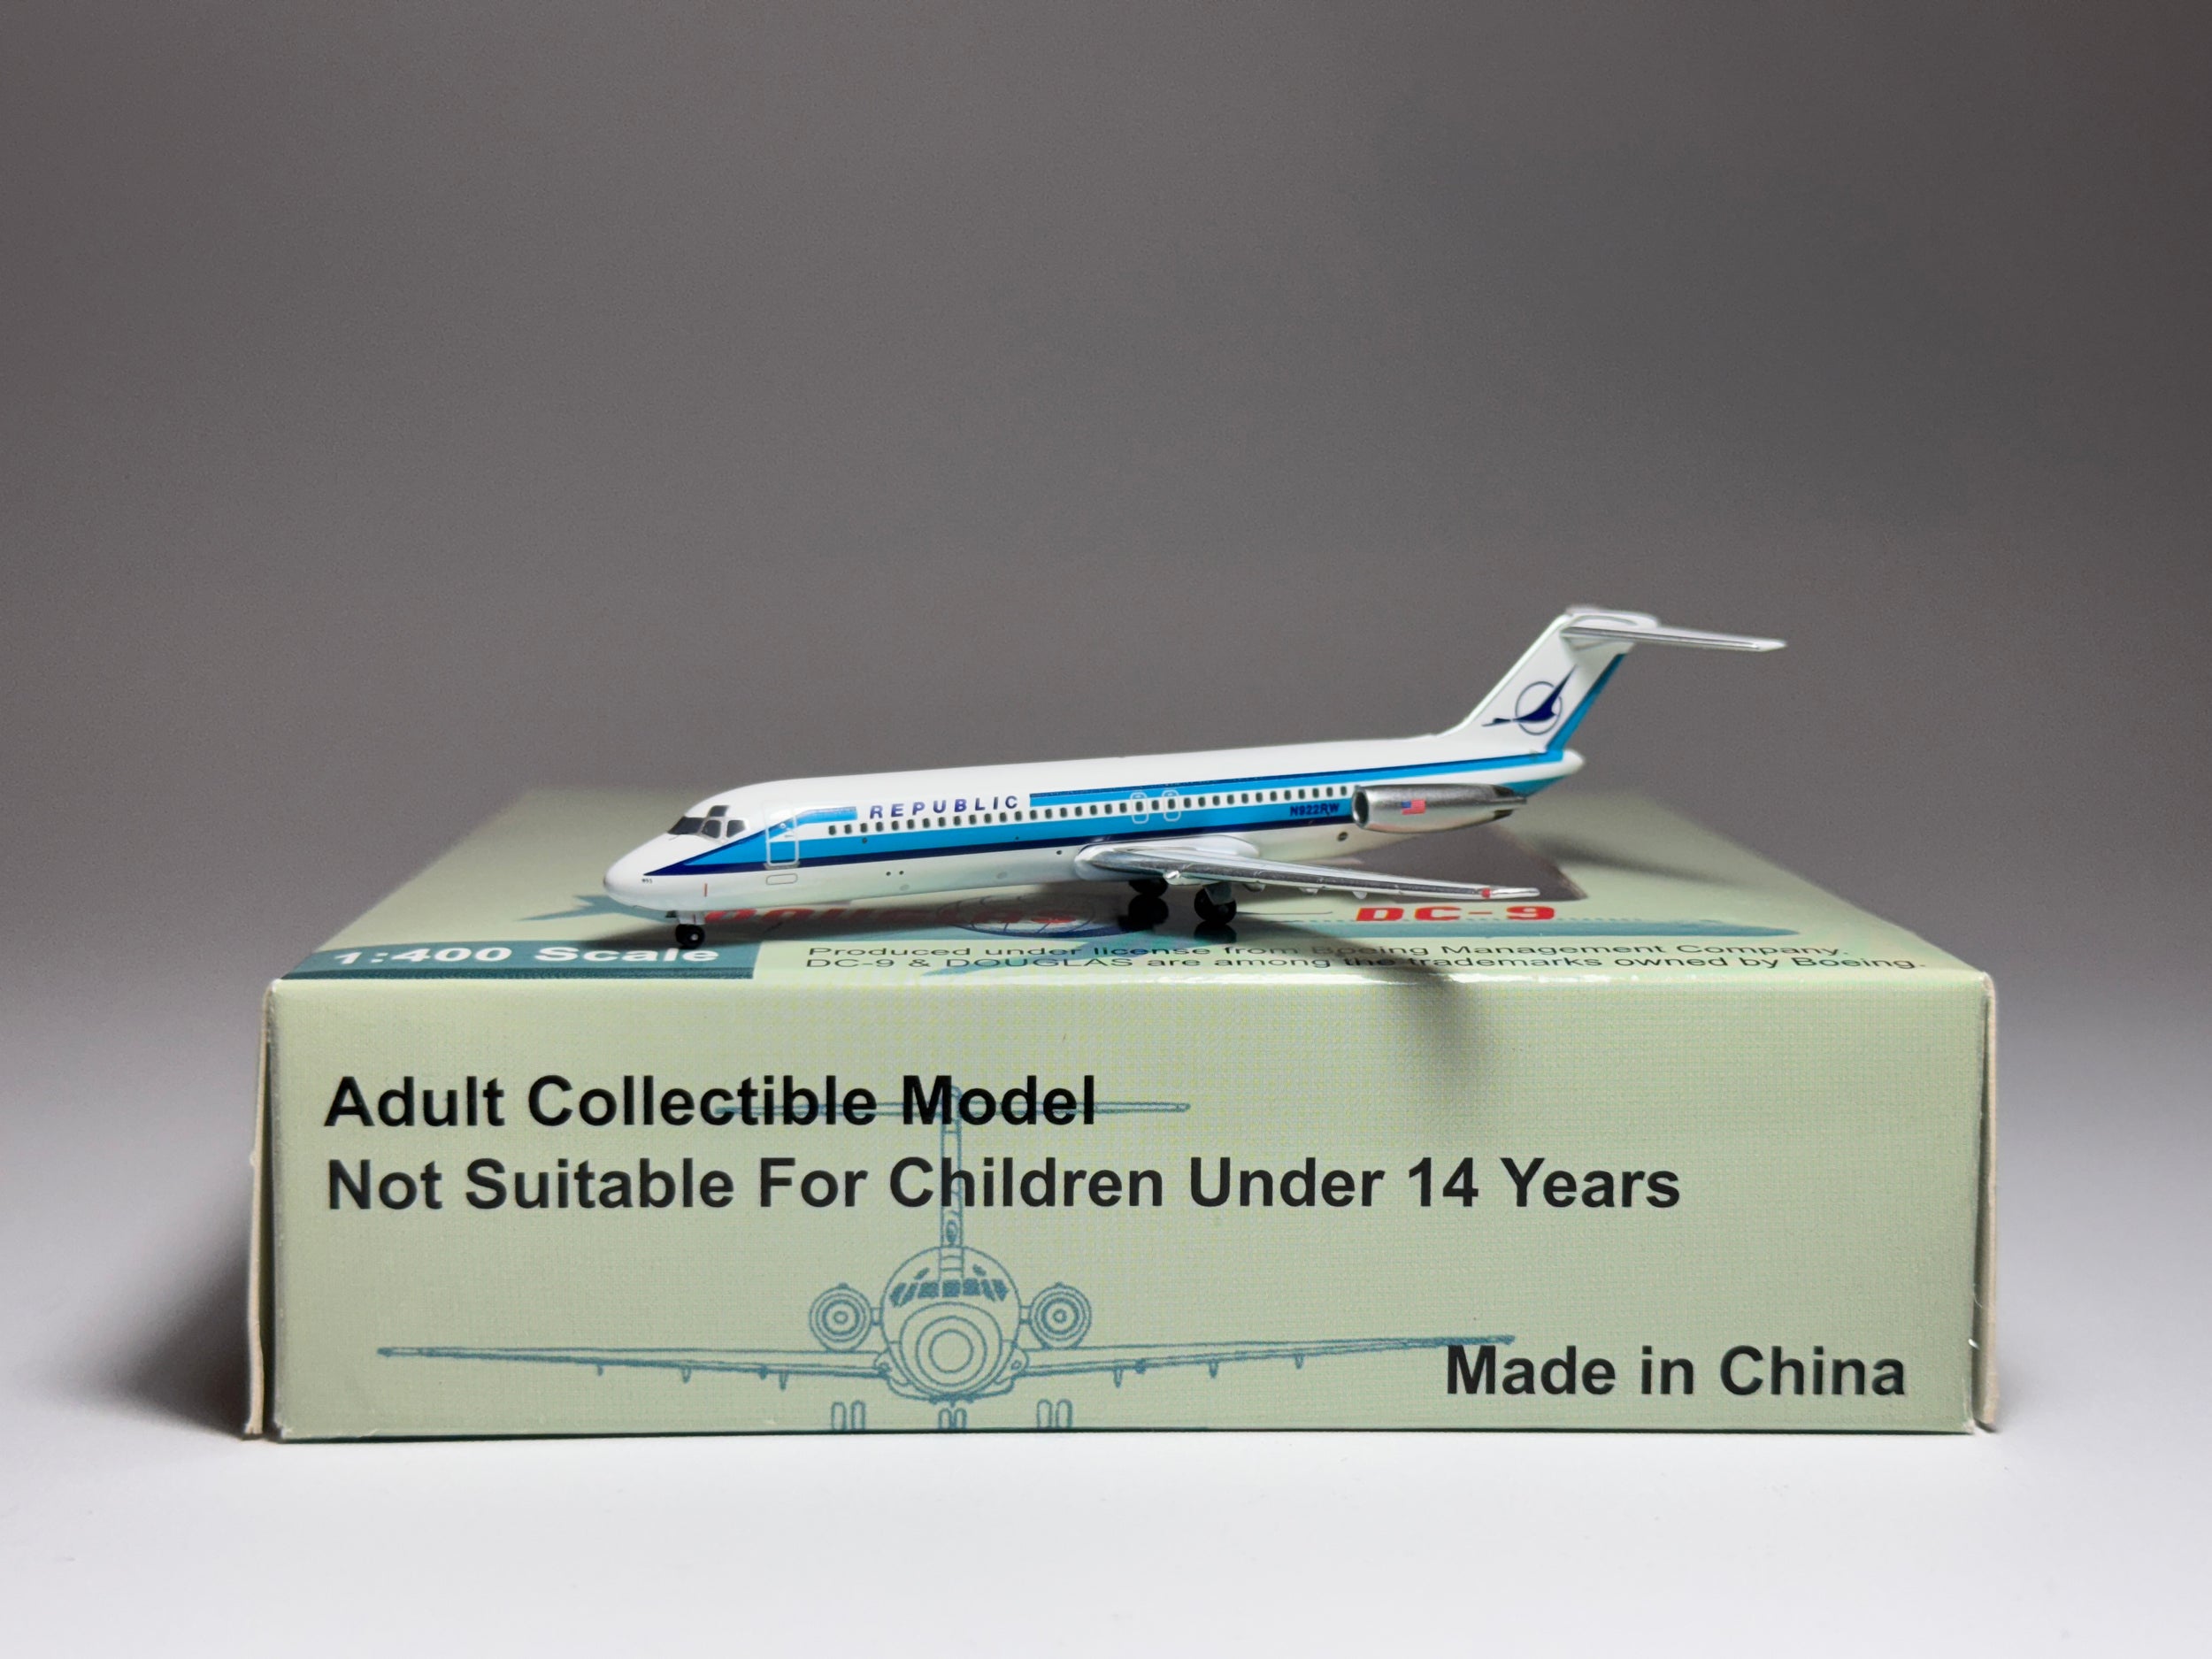 REPUBLIC
N922RW
DOUGLAS
DC-9
1:400 Scale
Produced under license from Boeing Management Company.
DC-9 & DOUGLAS are among the trademarks owned by Boeing.
Adult Collectible Model
Not Suitable For Children Under 14 Years
Made in China